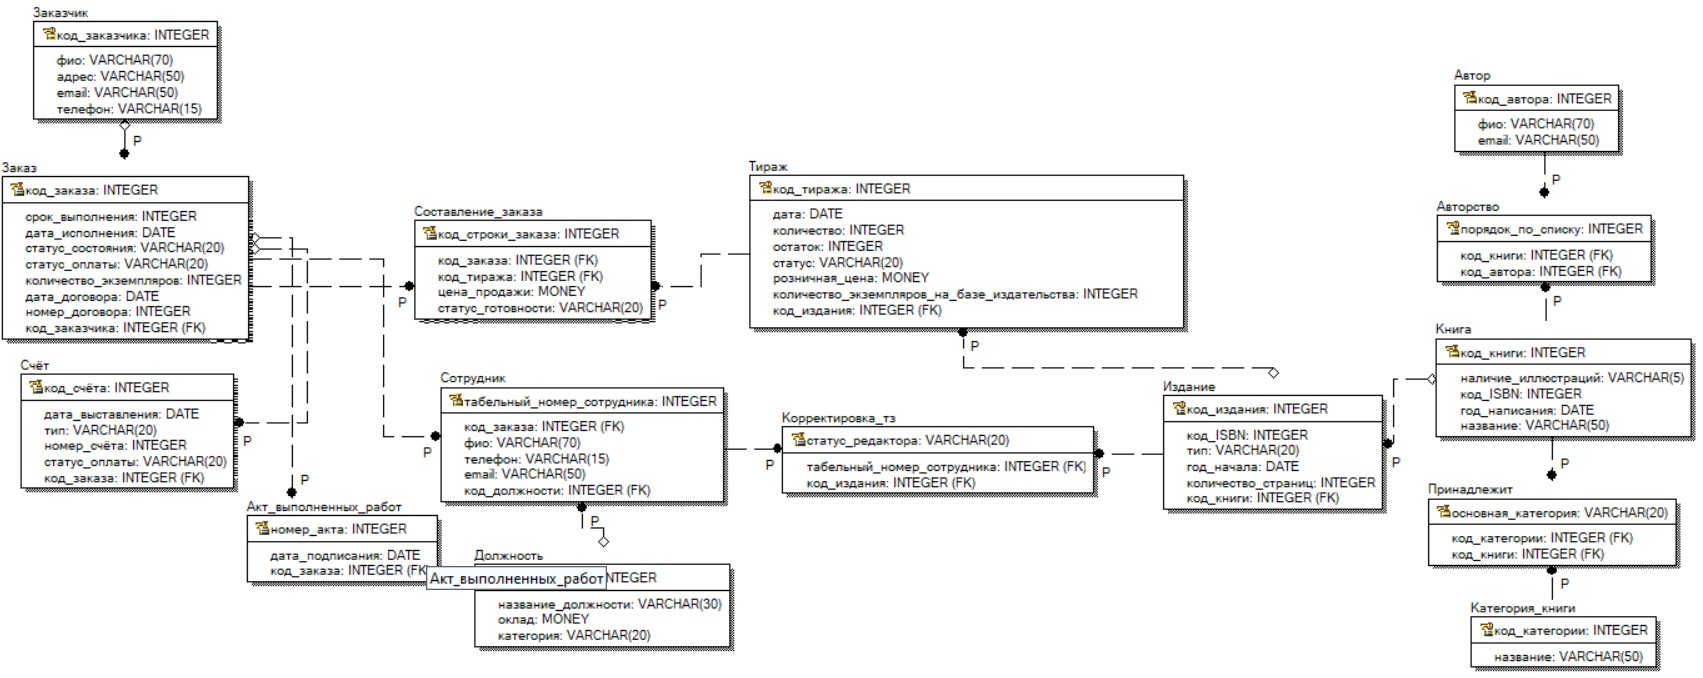 Заказчик
код_заказчика: INTEGER
фио: VARCHAR(70)
адрес: VARCHAR(50)
email: VARCHAR(50)
телефон: VARCHAR(15)
P
Заказ
код_заказа: INTEGER
срок_выполнения: INTEGER
дата_исполнения: DATE
статус_состояния: VARCHAR(20)
статус_оплаты: VARCHAR(20)
количество_экземпляров: INTEGER
дата_договора: DATE
номер_договора: INTEGER
код_заказчика: INTEGER (FK)
Счёт
код_счёта: INTEGER
дата_выставления: DATE
тип: VARCHAR(20)
номер_счёта: INTEGER
статус_оплаты: VARCHAR(20)
код_заказа: INTEGER (FK)
P
P
Акт_выполненных_работ
номер_акта: INTEGER
дата_подписания: DATE
код_заказа: INTEGER (FK
Акт_выполненных_работ
Составление_заказа
код_строки_заказа: INTEGER
код_заказа: INTEGER (FK)
код_тиража: INTEGER (FK)
цена_продажи: MONEY
статус_готовности: VARCHAR(20)
P
P
Сотрудник
табельный_номер_сотрудника: INTEGER
код_заказа: INTEGER (FK)
фио: VARCHAR(70)
телефон: VARCHAR(15)
email: VARCHAR(50)
код_должности: INTEGER (FK)
P
P
Должность
NTEGER
название_должности: VARCHAR(30)
оклад: MONEY
категория: VARCHAR(20)
Тираж
код_тиража: INTEGER
дата: DATE
количество: INTEGER
остаток: INTEGER
статус: VARCHAR(20)
розничная_цена: MONEY
количество_экземпляров_на_базе_издательства: INTEGER
код_издания: INTEGER (FK)
P
Корректировка_тз
статус_редактора: VARCHAR(20)
табельный_номер_сотрудника: INTEGER (FK)
код_издания: INTEGER (FK)
P
P
Издание
код_издания: INTEGER
код_ISBN: INTEGER
тип: VARCHAR(20)
год_начала: DATE
количество_страниц: INTEGER
код_книги: INTEGER (FK)
P
Автор
код_автора: INTEGER
фио: VARCHAR(70)
email: VARCHAR(50)
P
Авторство
порядок_по_списку: INTEGER
код_книги: INTEGER (FK)
код_автора: INTEGER (FK)
P
Книга
код_книги: INTEGER
наличие_иллюстраций: VARCHAR(5)
код_ISBN: INTEGER
год_написания: DATE
название: VARCHAR(50)
P
Принадлежит
основная_категория: VARCHAR(20)
код_категории: INTEGER (FK)
код_книги: INTEGER (FK)
P
Категория_книги
код_категории: INTEGER
название: VARCHAR(50)